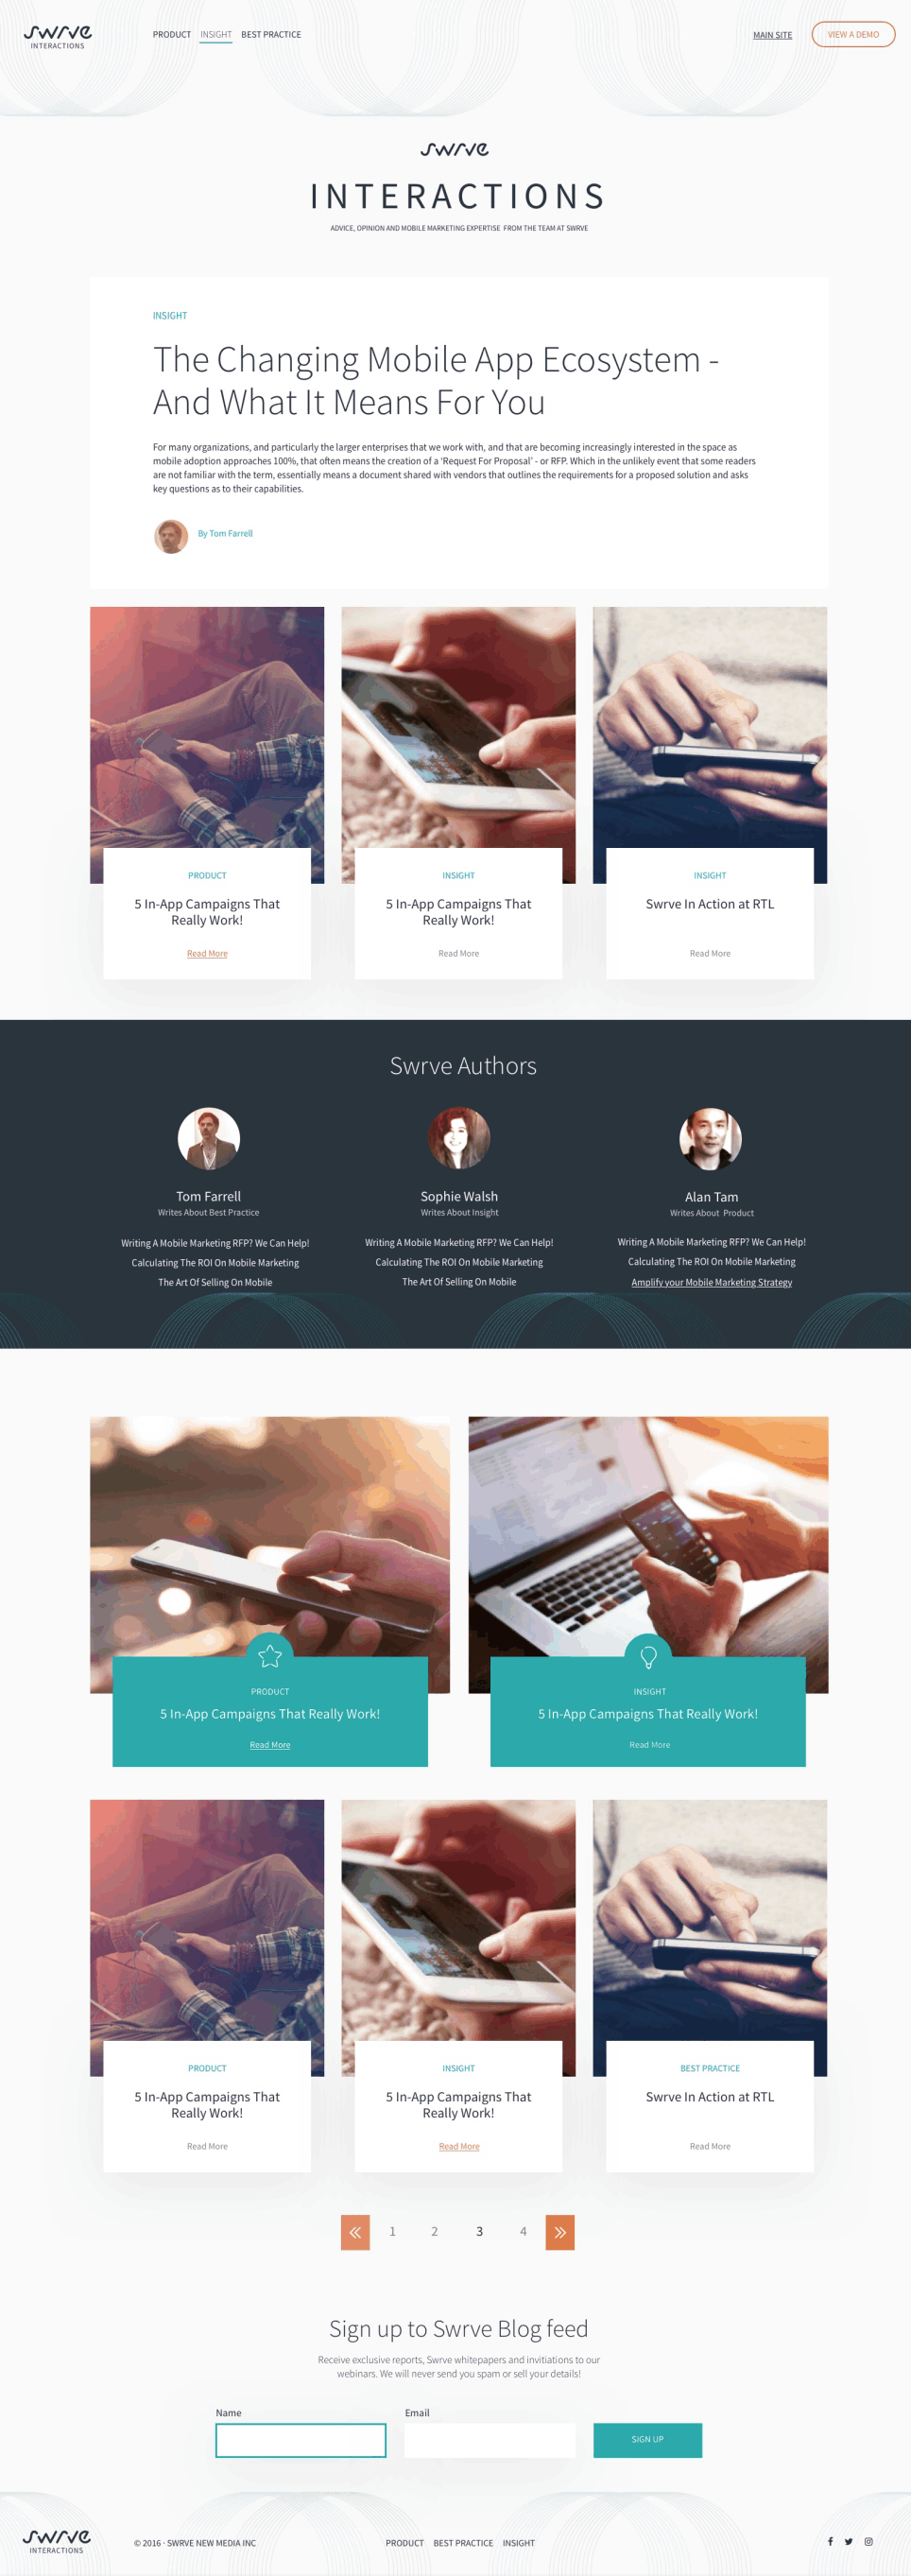 swrve
INTERACTIONS
PRODUCT INSIGHT BEST PRACTICE
MAIN SITE
VIEW A DEMO
swrve
INTERACTIONS
ADVICE, OPINION AND MOBILE MARKETING EXPERTISE FROM THE TEAM AT SWRVE
INSIGHT
The Changing Mobile App Ecosystem -
And What It Means For You
For many organizations, and particularly the larger enterprises that we work with, and that are becoming increasingly interested in the space as
mobile adoption approaches 100%, that often means the creation of a 'Request For Proposal' - or RFP. Which in the unlikely event that some readers
are not familiar with the term, essentially means a document shared with vendors that outlines the requirements for a proposed solution and asks
key questions as to their capabilities.
By Tom Farrell
PRODUCT
5 In-App Campaigns That
Really Work!
Read More
INSIGHT
5 In-App Campaigns That
Really Work!
Read More
INSIGHT
Swrve In Action at RTL
Read More
Swrve Authors
Tom Farrell
Writes About Best Practice
Writing A Mobile Marketing RFP? We Can Help!
Calculating The ROI On Mobile Marketing
The Art Of Selling On Mobile
Sophie Walsh
Writes About Insight
Writing A Mobile Marketing RFP? We Can Help!
Calculating The ROI On Mobile Marketing
The Art Of Selling On Mobile
Alan Tam
Writes About Product
Writing A Mobile Marketing RFP? We Can Help!
Calculating The ROI On Mobile Marketing
Amplify your Mobile Marketing Strategy
PRODUCT
5 In-App Campaigns That Really Work!
Read More
INSIGHT
5 In-App Campaigns That Really Work!
Read More
PRODUCT
5 In-App Campaigns That
Really Work!
Read More
INSIGHT
5 In-App Campaigns That
Really Work!
Read More
BEST PRACTICE
Swrve In Action at RTL
Read More
« 1 2 3 4 »
Sign up to Swrve Blog feed
Receive exclusive reports, Swrve whitepapers and invitiations to our
webinars. We will never send you spam or sell your details!
Name
Email
SIGN UP
swrve
INTERACTIONS
© 2016 - SWRVE NEW MEDIA INC
PRODUCT BEST PRACTICE INSIGHT